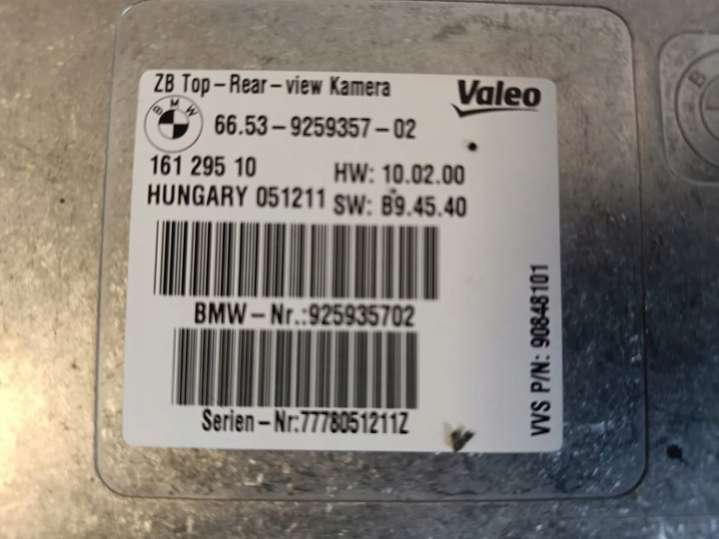 ZB Top-Rear-view Kamera
Valeo
BMW
66.53-9259357-02
161 295 10
HW: 10.02.00
HUNGARY 051211
SW: B9.45.40
BMW-Nr.:925935702
Serien-Nr:7778051211Z
VVS P/N: 90848101